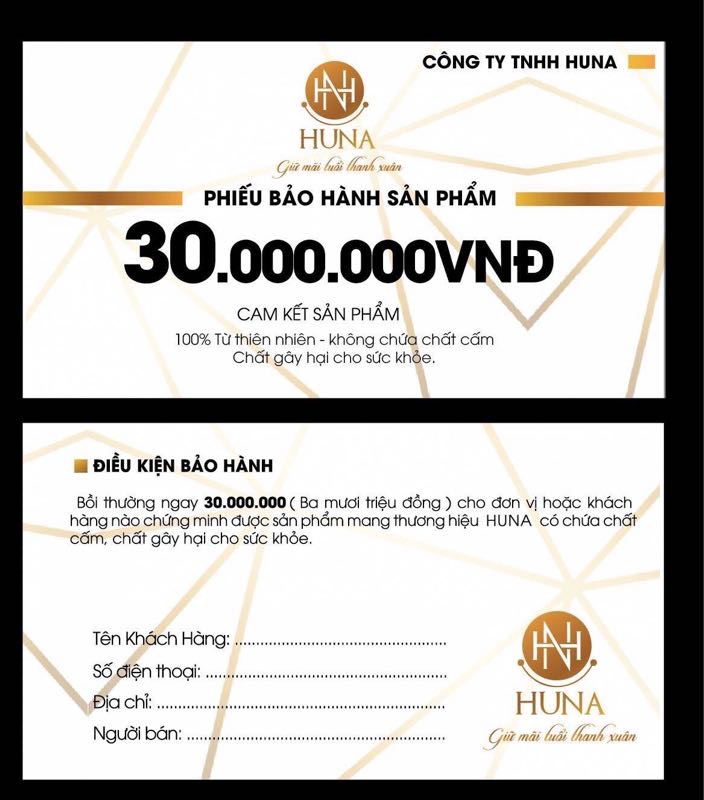 CÔNG TY TNHH HUNA
HUNA
Giữ mãi tuổi thanh xuân
PHIẾU BẢO HÀNH SẢN PHẨM
30.000.000VNĐ
CAM KẾT SẢN PHẨM
100% Từ thiên nhiên - không chứa chất cấm
Chất gây hại cho sức khỏe.
ĐIỀU KIỆN BẢO HÀNH
Bồi thường ngay 30.000.000 ( Ba mươi triệu đồng ) cho đơn vị hoặc khách
hàng nào chứng minh được sản phẩm mang thương hiệu HUNA có chứa chất
cấm, chất gây hại cho sức khỏe.
Tên Khách Hàng: ....................................................
Số điện thoại: ..........................................................
Địa chỉ: .....................................................................
Người bán: ..............................................................
HUNA
Giữ mãi tuổi thanh xuân